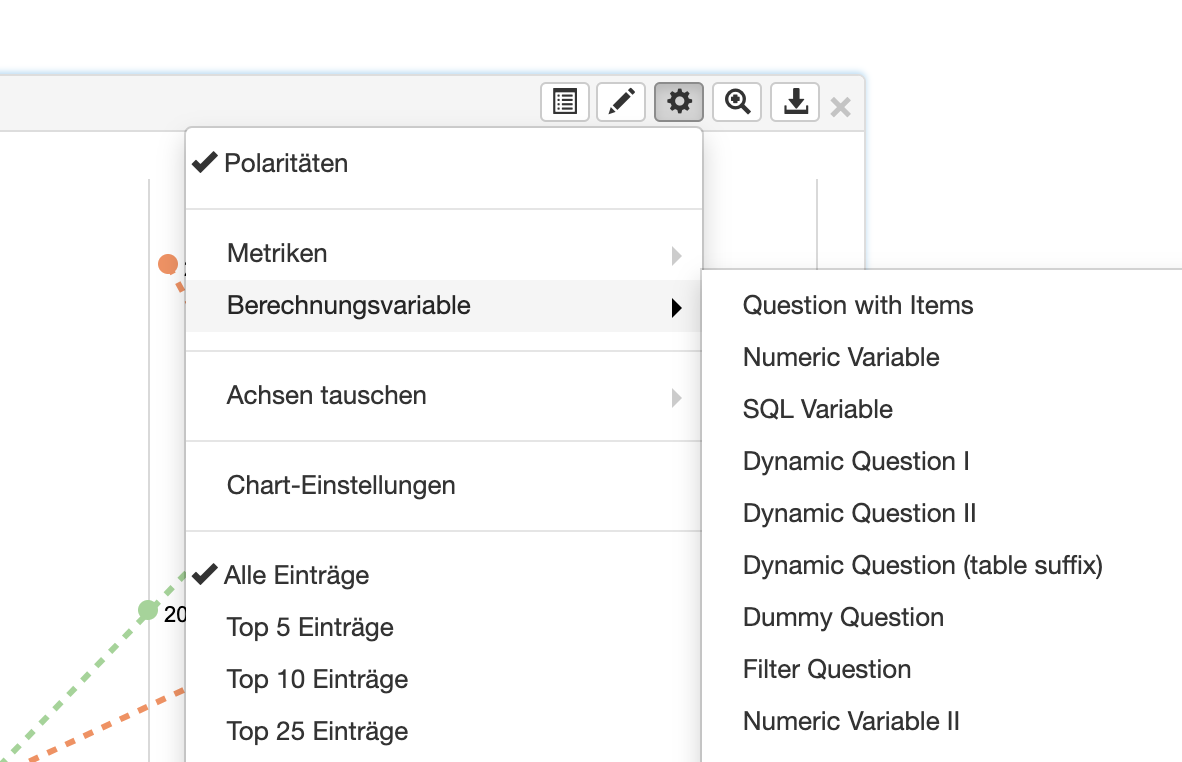 Polaritäten
Metriken
Berechnungsvariable
Achsen tauschen
Chart-Einstellungen
Alle Einträge
Top 5 Einträge
Top 10 Einträge
Top 25 Einträge
Question with Items
Numeric Variable
SQL Variable
Dynamic Question I
Dynamic Question II
Dynamic Question (table suffix)
Dummy Question
Filter Question
Numeric Variable II
20